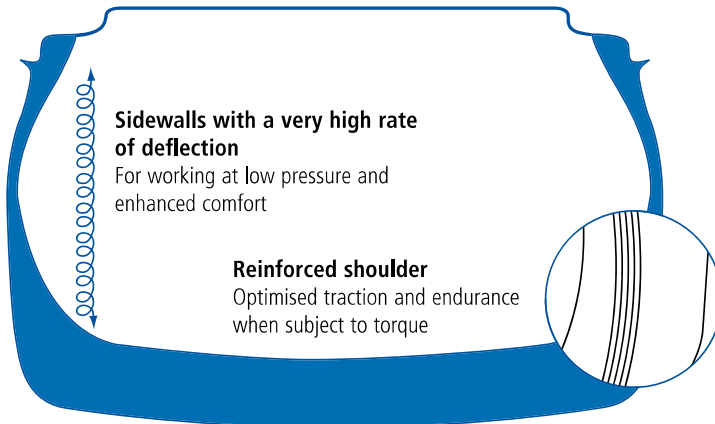 Sidewalls with a very high rate
of deflection
For working at low pressure and
enhanced comfort
Reinforced shoulder
Optimised traction and endurance
when subject to torque